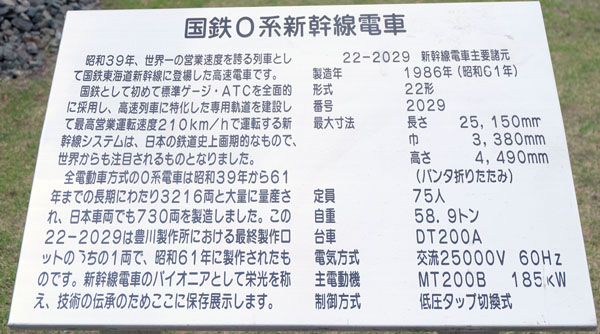 国鉄0系新幹線電車
昭和39年、世界一の営業速度を誇る列車とし
て国鉄東海道新幹線に登場した高速電車です。
国鉄として初めて標準ゲージ・ATCを全面的
に採用し、高速列車に特化した専用軌道を建設し
て最高営業運転速度210km/hで運転する新
幹線システムは、日本の鉄道史上画期的なもので、
世界からも注目されるものとなりました。
全電動車方式の0系電車は昭和39年から61
年までの長期にわたり3216両と大量に量産さ
れ、日本車両でも730両を製造しました。この
22-2029は豊川製作所における最終製作ロ
ットのうちの1両で、昭和61年に製作されたも
のです。新幹線電車のパイオニアとして栄光を称
え、技術の伝承のためここに保存展示します。
22-2029 新幹線電車主要諸元
製造年 1986年(昭和61年)
形式 22形
番号 2029
最大寸法 長さ 25,150mm
巾 3,380mm
高さ 4,490mm
(パンタ折りたたみ)
定員 75人
自重 58.9トン
台車 DT200A
電気方式 交流25000V 60Hz
主電動機 MT200B 185kW
制御方式 低圧タップ切換式